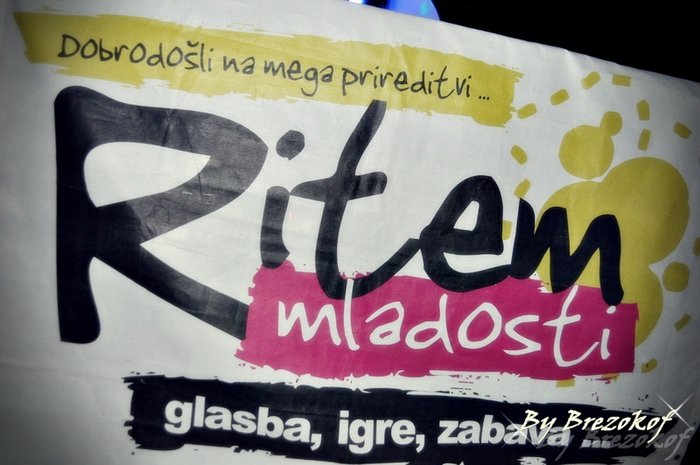 Dobrodošli na mega prireditvi ...
Ritem
mladosti
glasba, igre, zabava ...
By Brezokof